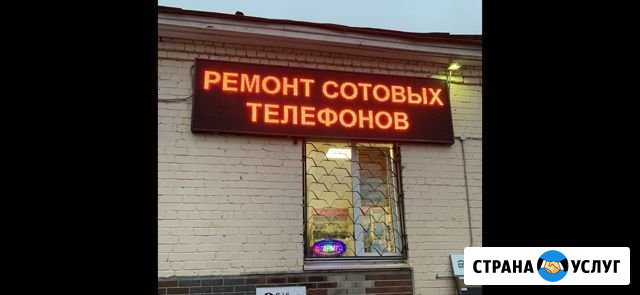 РЕМОНТ СОТОВЫХ
ТЕЛЕФОНОВ
СТРАНА УСЛУГ